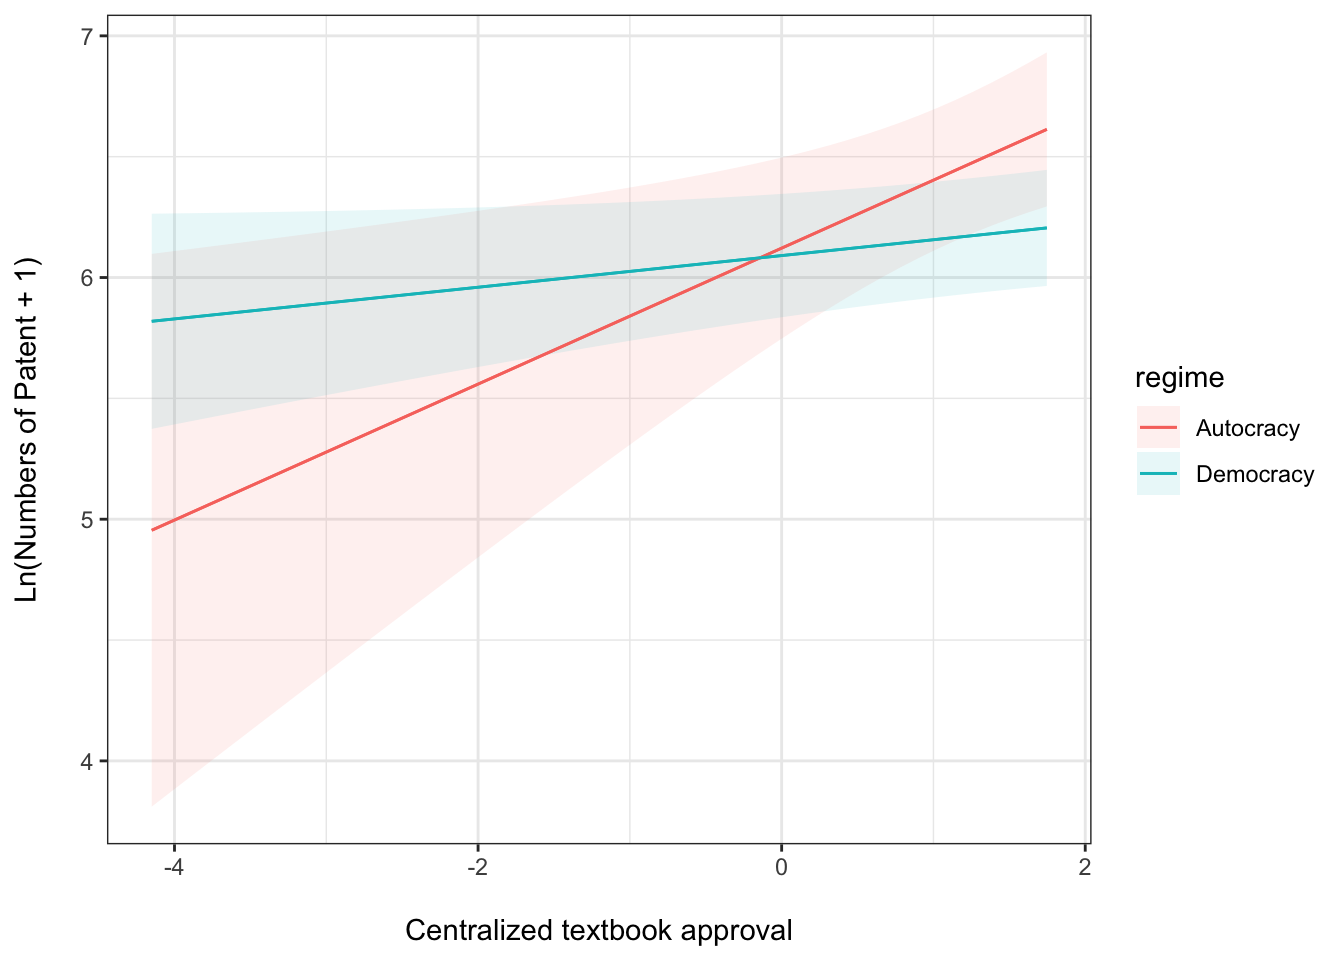 7
6
5
4
Ln(Numbers of Patent + 1)
-4
-2
0
2
Centralized textbook approval
regime
Autocracy
Democracy